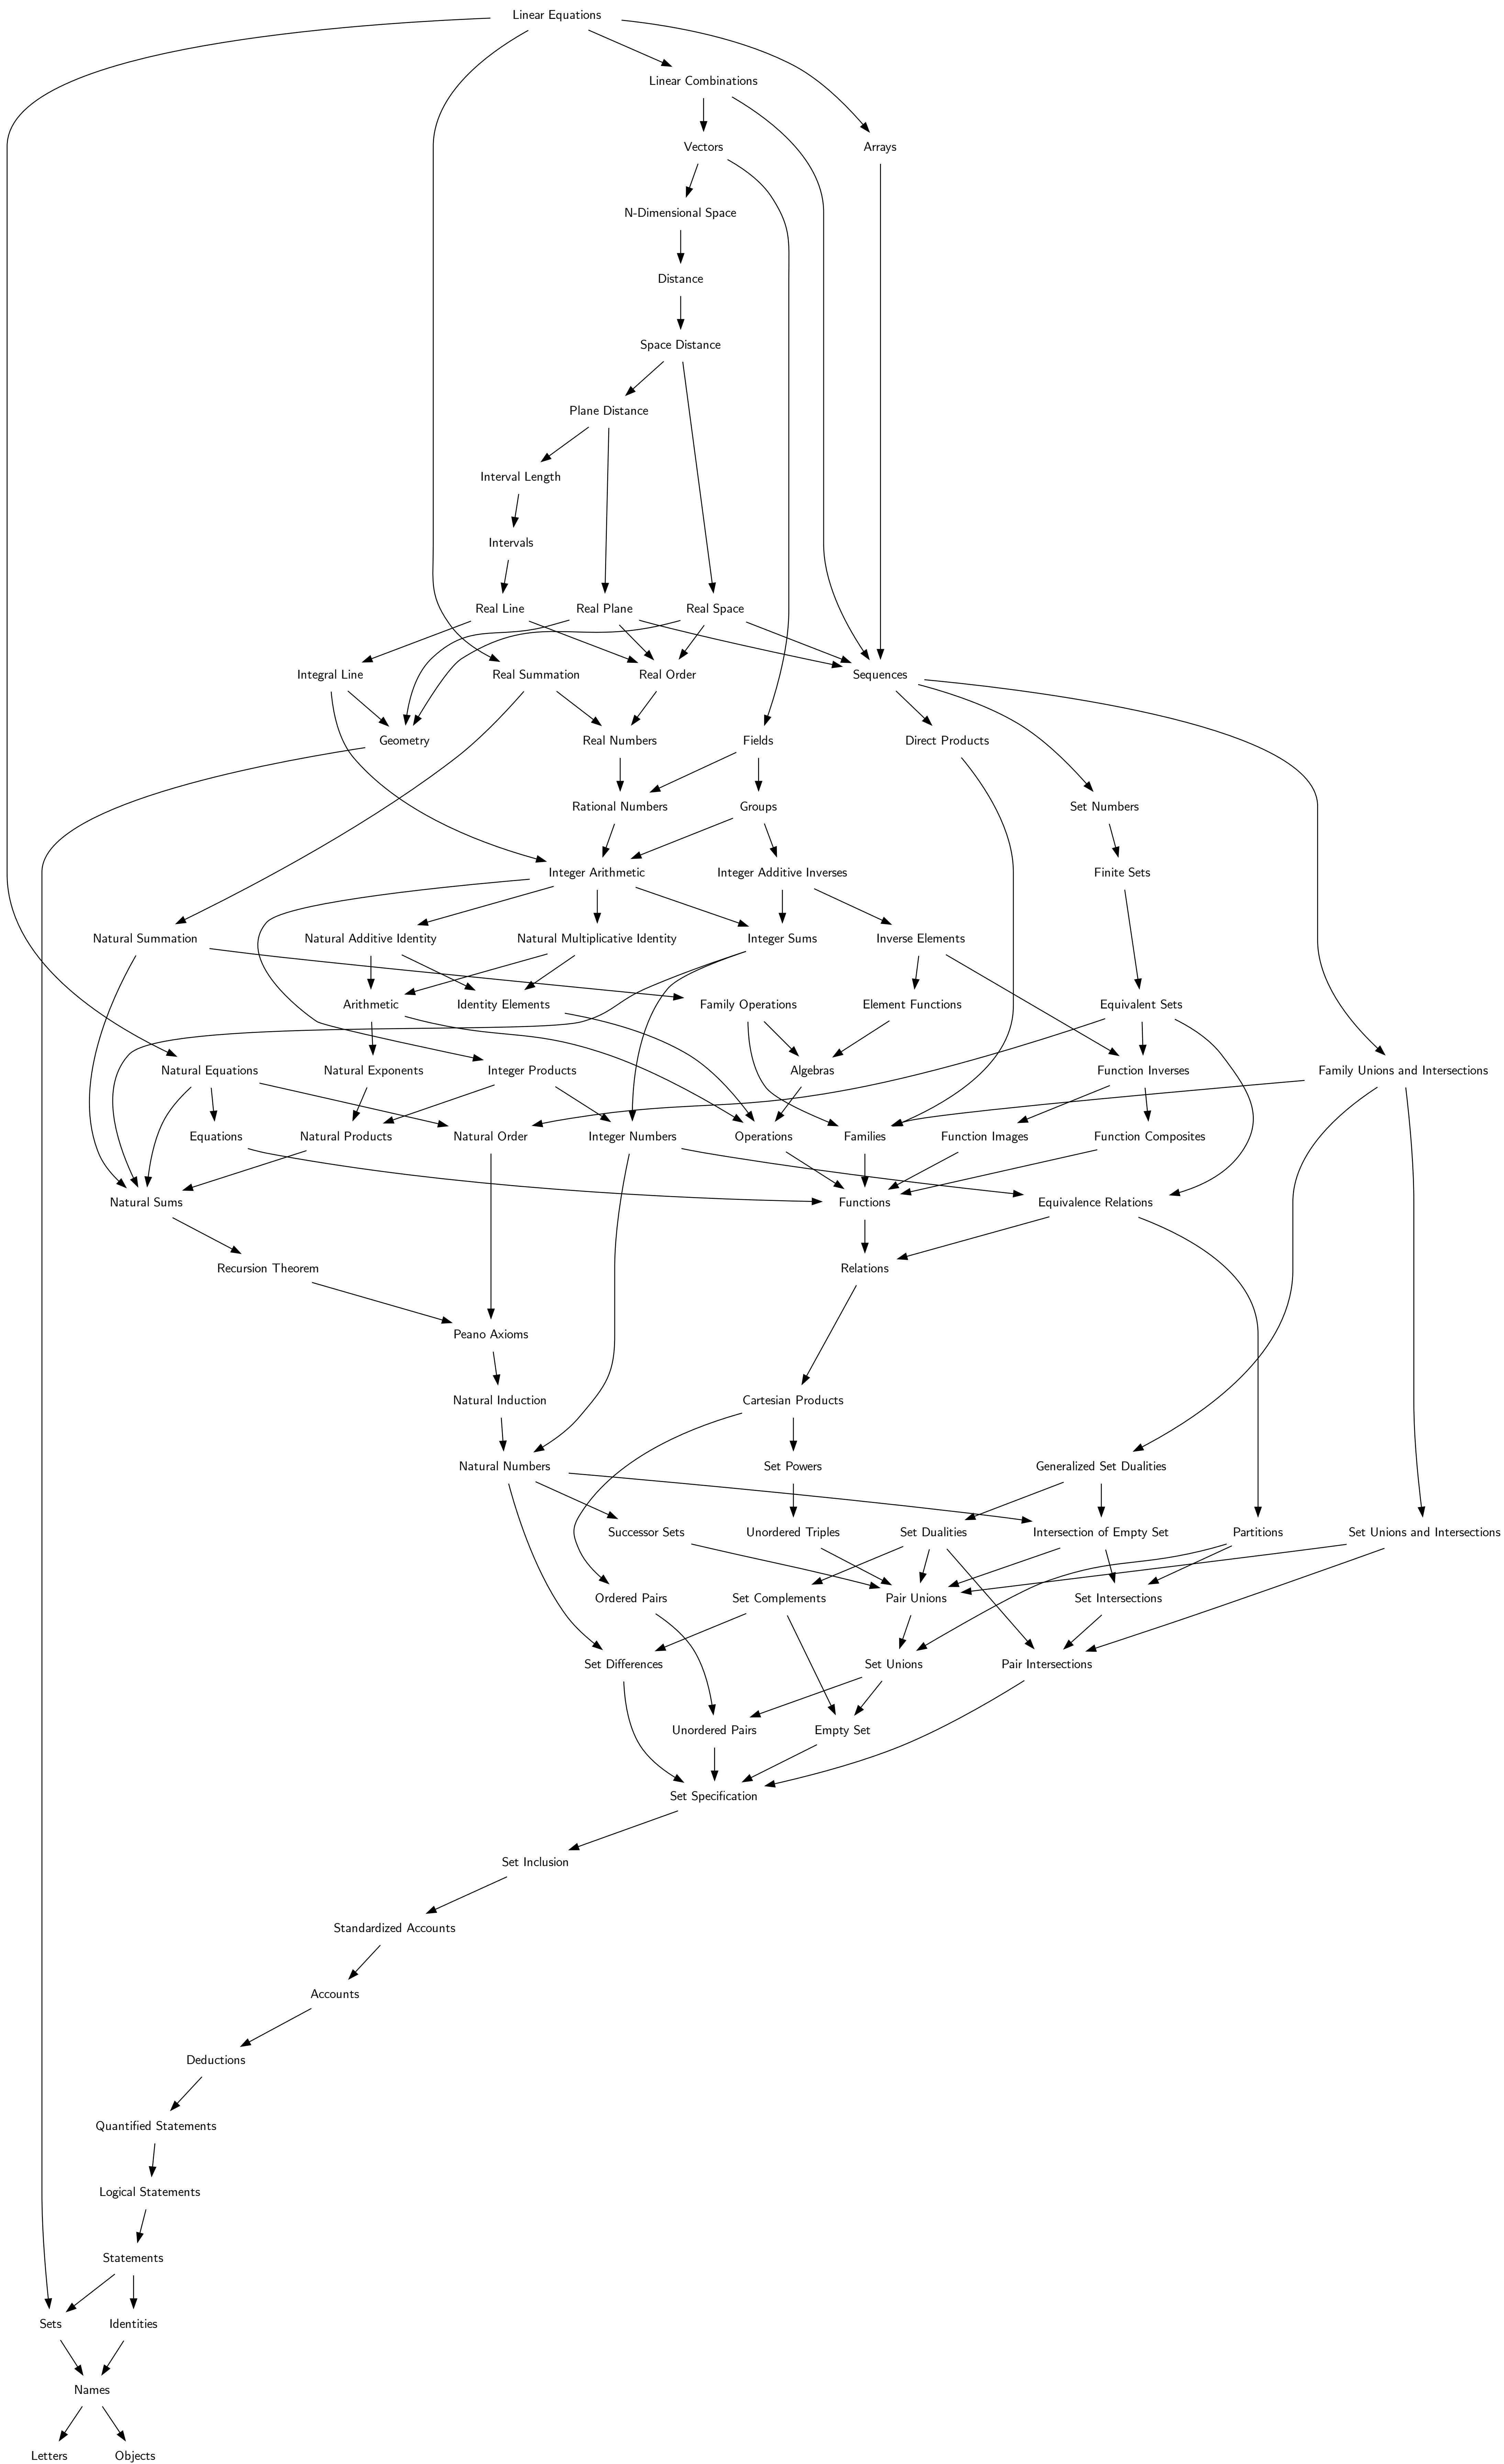 Linear Equations
Linear Combinations
Vectors
Arrays
N-Dimensional Space
Distance
Space Distance
Plane Distance
Interval Length
Intervals
Real Line
Real Plane
Real Space
Integral Line
Real Summation
Real Order
Sequences
Geometry
Real Numbers
Fields
Direct Products
Rational Numbers
Groups
Set Numbers
Integer Arithmetic
Integer Additive Inverses
Finite Sets
Natural Summation
Natural Additive Identity
Natural Multiplicative Identity
Integer Sums
Inverse Elements
Arithmetic
Identity Elements
Family Operations
Element Functions
Equivalent Sets
Natural Equations
Natural Exponents
Integer Products
Algebras
Function Inverses
Family Unions and Intersections
Equations
Natural Products
Natural Order
Integer Numbers
Operations
Families
Function Images
Function Composites
Natural Sums
Functions
Equivalence Relations
Recursion Theorem
Relations
Peano Axioms
Natural Induction
Cartesian Products
Natural Numbers
Set Powers
Generalized Set Dualities
Successor Sets
Unordered Triples
Set Dualities
Intersection of Empty Set
Partitions
Set Unions and Intersections
Ordered Pairs
Set Complements
Pair Unions
Set Intersections
Set Differences
Set Unions
Pair Intersections
Unordered Pairs
Empty Set
Set Specification
Set Inclusion
Standardized Accounts
Accounts
Deductions
Quantified Statements
Logical Statements
Statements
Sets
Identities
Names
Letters
Objects